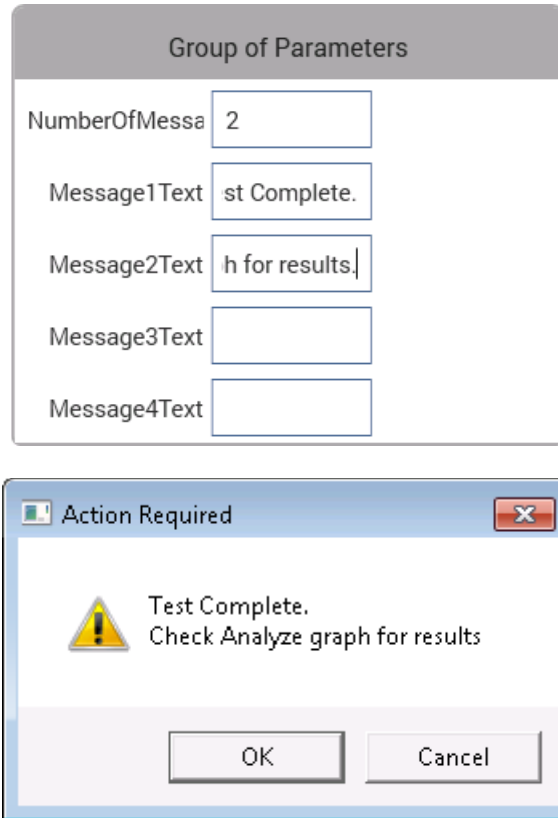 Group of Parameters
NumberOfMessa 2
Message1Text st Complete.
Message2Text h for results.
Message3Text
Message4Text
Action Required
Test Complete.
Check Analyze graph for results
OK Cancel